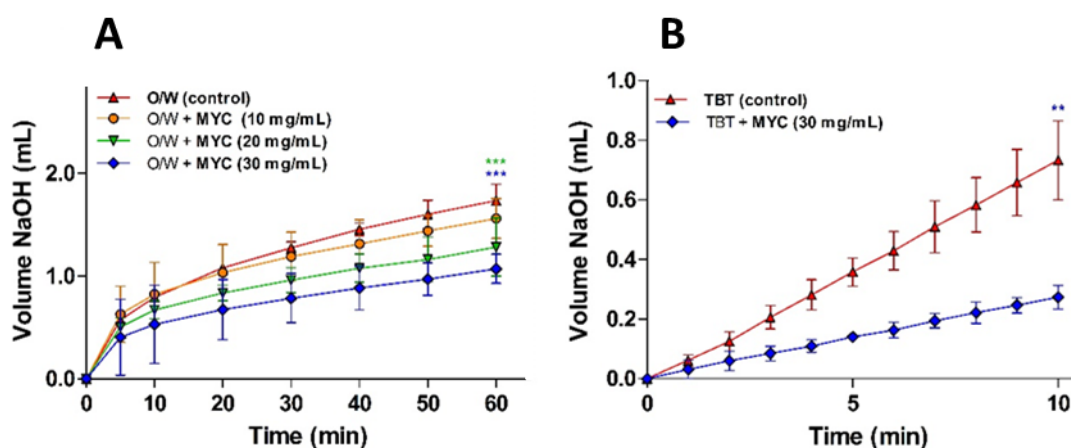 A
O/W (control)
O/W + MYC (10 mg/mL)
O/W + MYC (20 mg/mL)
O/W + MYC (30 mg/mL)
Volume NaOH (mL)
2.0
1.0
0.0
***
***
0 10 20 30 40 50 60
Time (min)
B
TBT (control)
TBT + MYC (30 mg/mL)
Volume NaOH (mL)
1.0
0.8
0.6
0.4
0.2
0.0
**
0 5 10
Time (min)